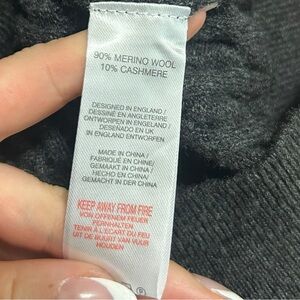 90% MERINO WOOL
10% CASHMERE
DESIGNED IN ENGLAND /
DESSINÉ EN ANGLETERRE
ONTWORPEN IN ENGELAND /
DESEÑADO EN UK
IN ENGLAND ENTWORFEN
MADE IN CHINA /
FABRIQUÉ EN CHINE/
GEMAAKT IN CHINA /
HECHO EN CHINA/
GEMACHT IN DER CHINA
KEEP AWAY FROM FIRE
VON OFFENEM FEUER
FERNHALTEN
TENIR À L'ÉCART DU FEU
UIT DE BUURT VAN VUUR
HOUDEN